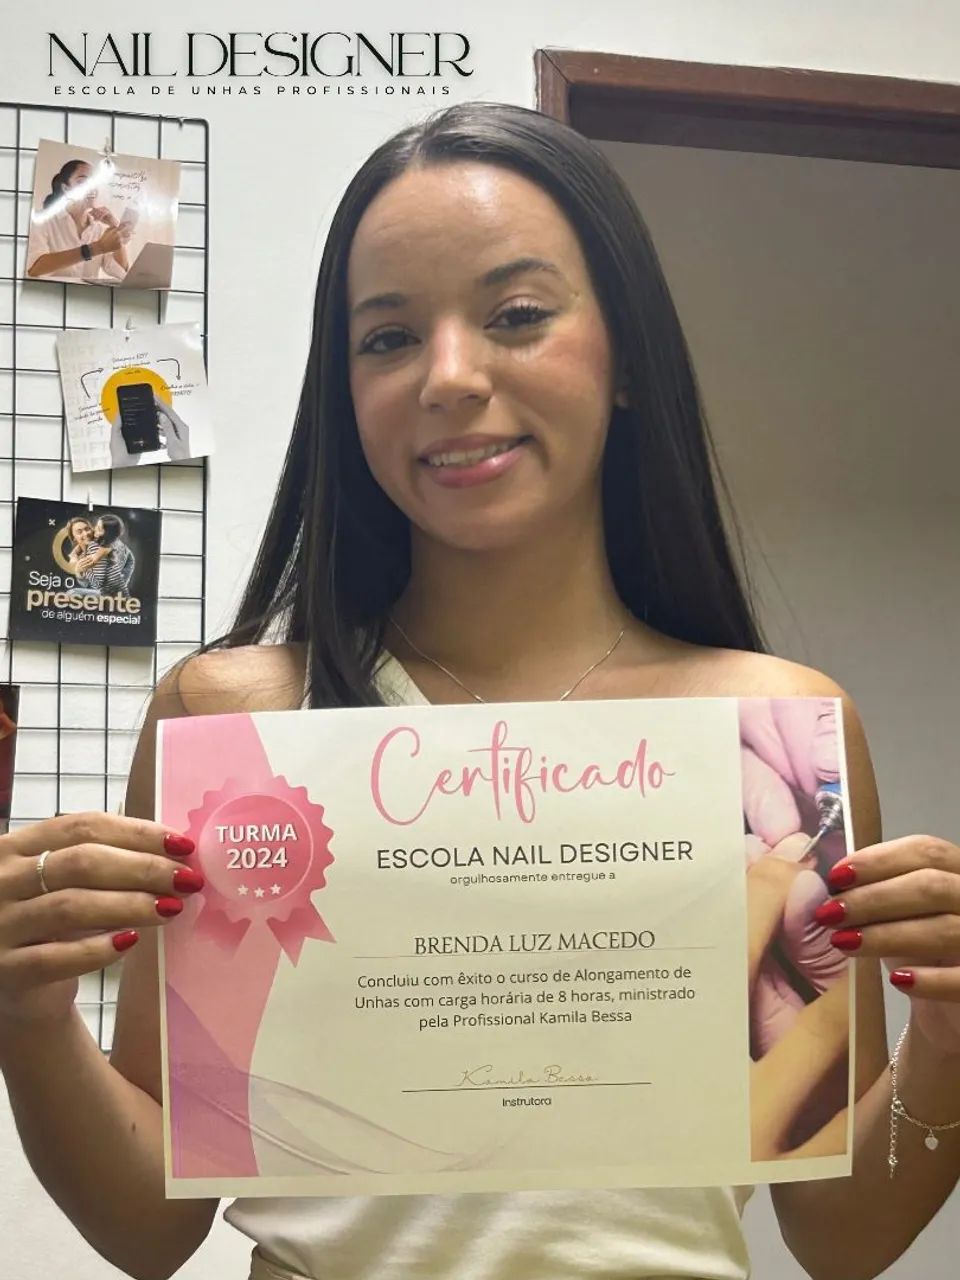 NAIL DESIGNER
ESCOLA DE UNHAS PROFISSIONAIS
GIFT
Seja o
presente
de alguém especial
Certificado
TURMA
2024
ESCOLA NAIL DESIGNER
orgulhosamente entregue a
BRENDA LUZ MACEDO
Concluiu com êxito o curso de Alongamento de
Unhas com carga horária de 8 horas, ministrado
pela Profissional Kamila Bessa
Kamila Bessa
Instrutora